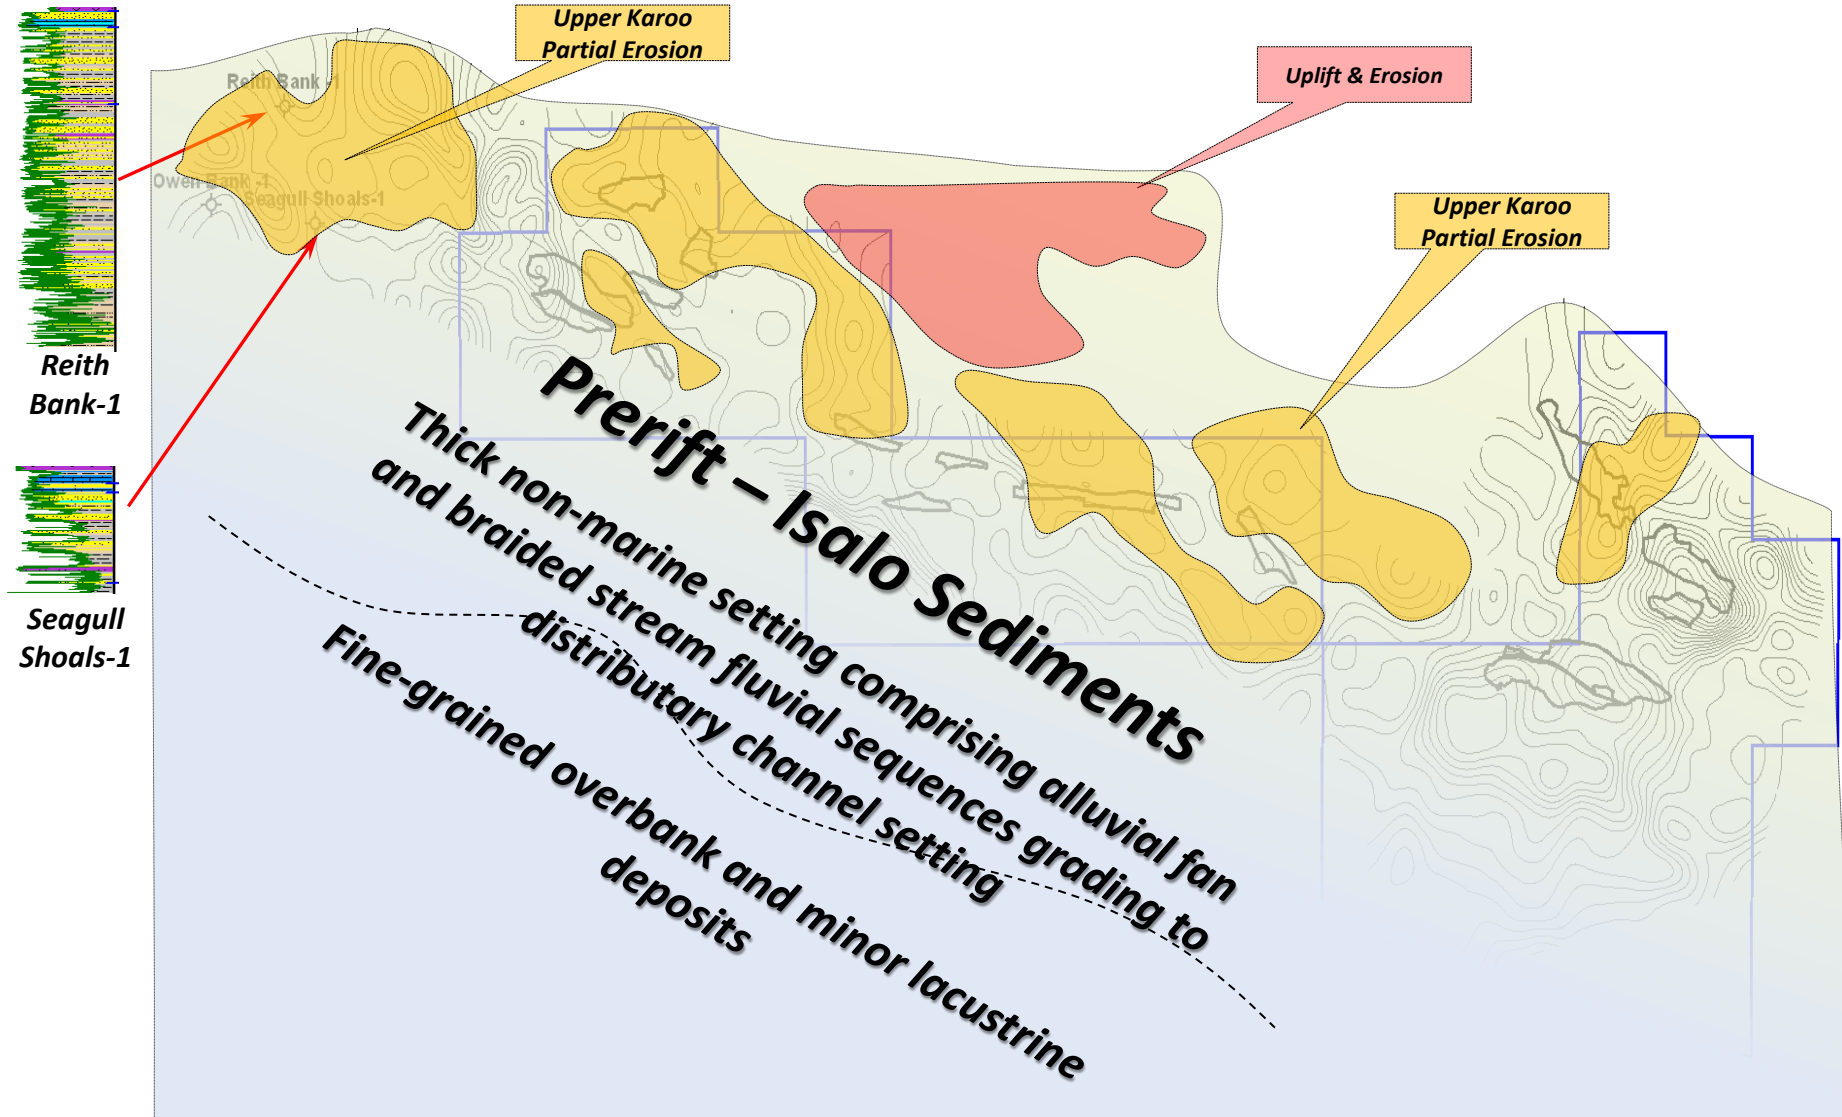 Upper Karoo
Partial Erosion
Uplift & Erosion
Reith Bank -1
Owen Bank -1
Seagull Shoals-1
Upper Karoo
Partial Erosion
Reith
Bank-1
Seagull
Shoals-1
Prerift – Isalo Sediments
Thick non-marine setting comprising alluvial fan
and braided stream fluvial sequences grading to
distributary channel setting
Fine-grained overbank and minor lacustrine
deposits